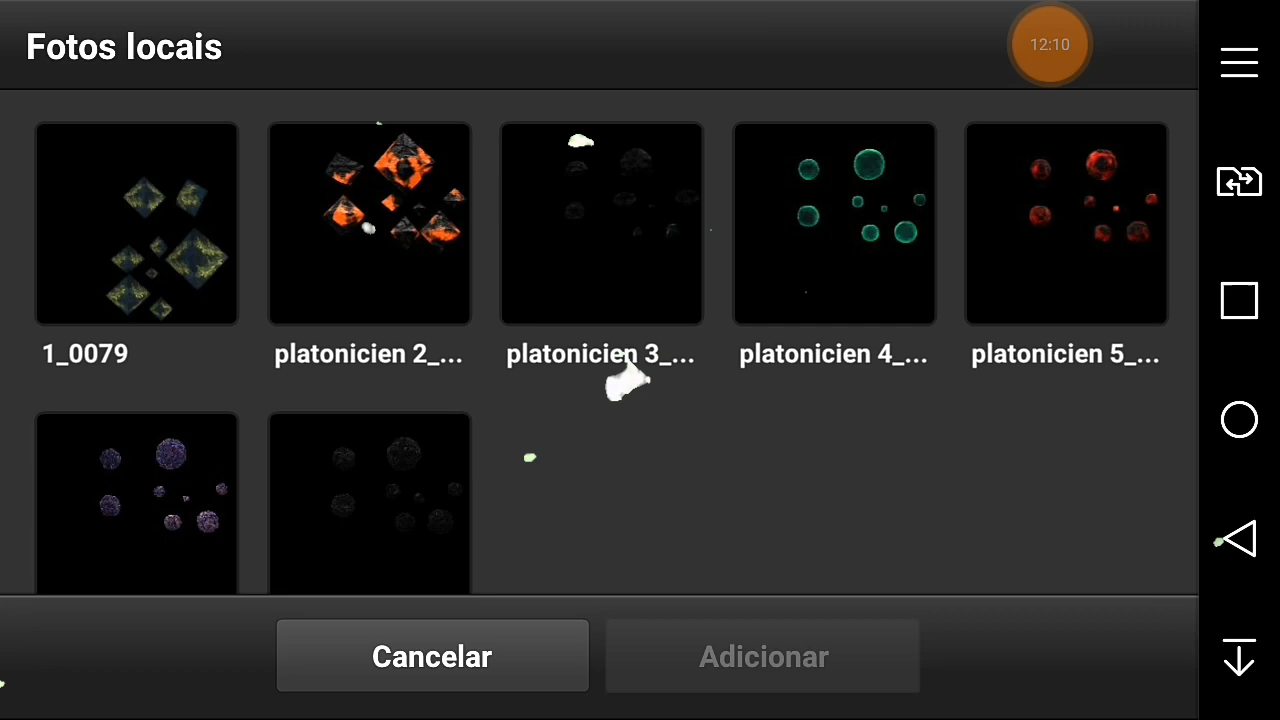 Fotos locais
12:10
1_0079
platonicien 2_...
platonicien 3_...
platonicien 4_...
platonicien 5_...
Cancelar
Adicionar